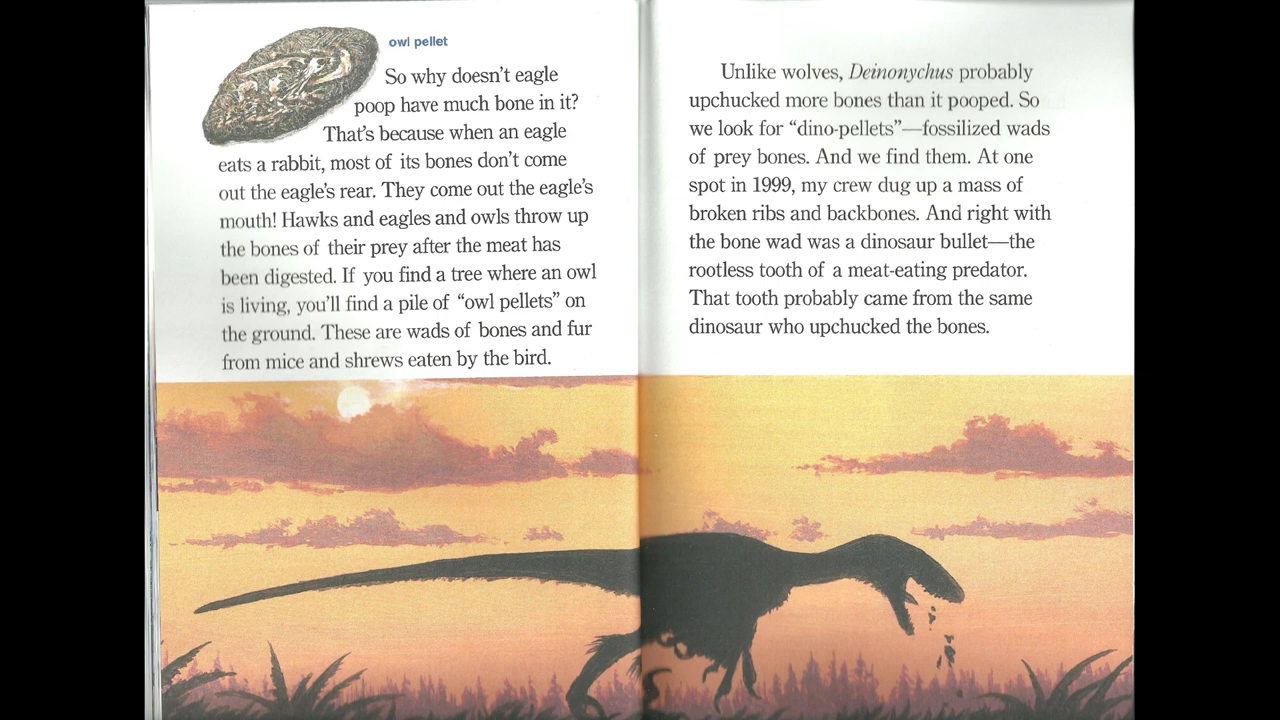 owl pellet
So why doesn't eagle
poop have much bone in it?
That's because when an eagle
eats a rabbit, most of its bones don't come
out the eagle's rear. They come out the eagle's
mouth! Hawks and eagles and owls throw up
the bones of their prey after the meat has
been digested. If you find a tree where an owl
is living, you'll find a pile of “owl pellets” on
the ground. These are wads of bones and fur
from mice and shrews eaten by the bird.
Unlike wolves, Deinonychus probably
upchucked more bones than it pooped. So
we look for “dino-pellets”—fossilized wads
of prey bones. And we find them. At one
spot in 1999, my crew dug up a mass of
broken ribs and backbones. And right with
the bone wad was a dinosaur bullet—the
rootless tooth of a meat-eating predator.
That tooth probably came from the same
dinosaur who upchucked the bones.